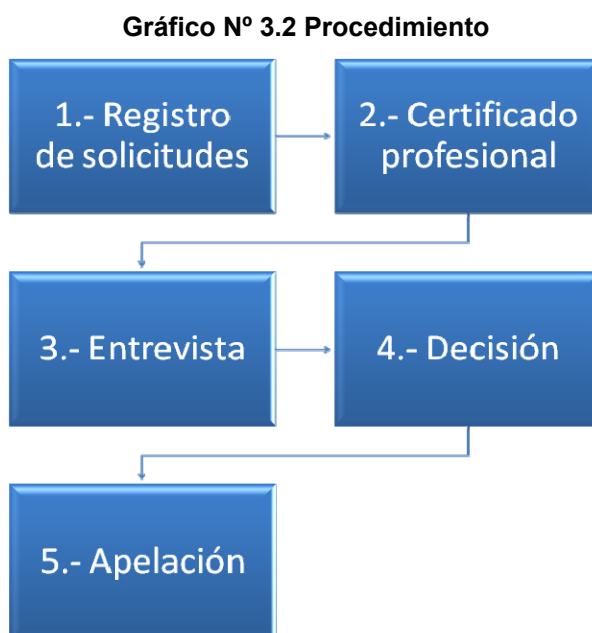 Gráfico Nº 3.2 Procedimiento
1.- Registro
de solicitudes
2.- Certificado
profesional
3.- Entrevista
4.- Decisión
5.- Apelación